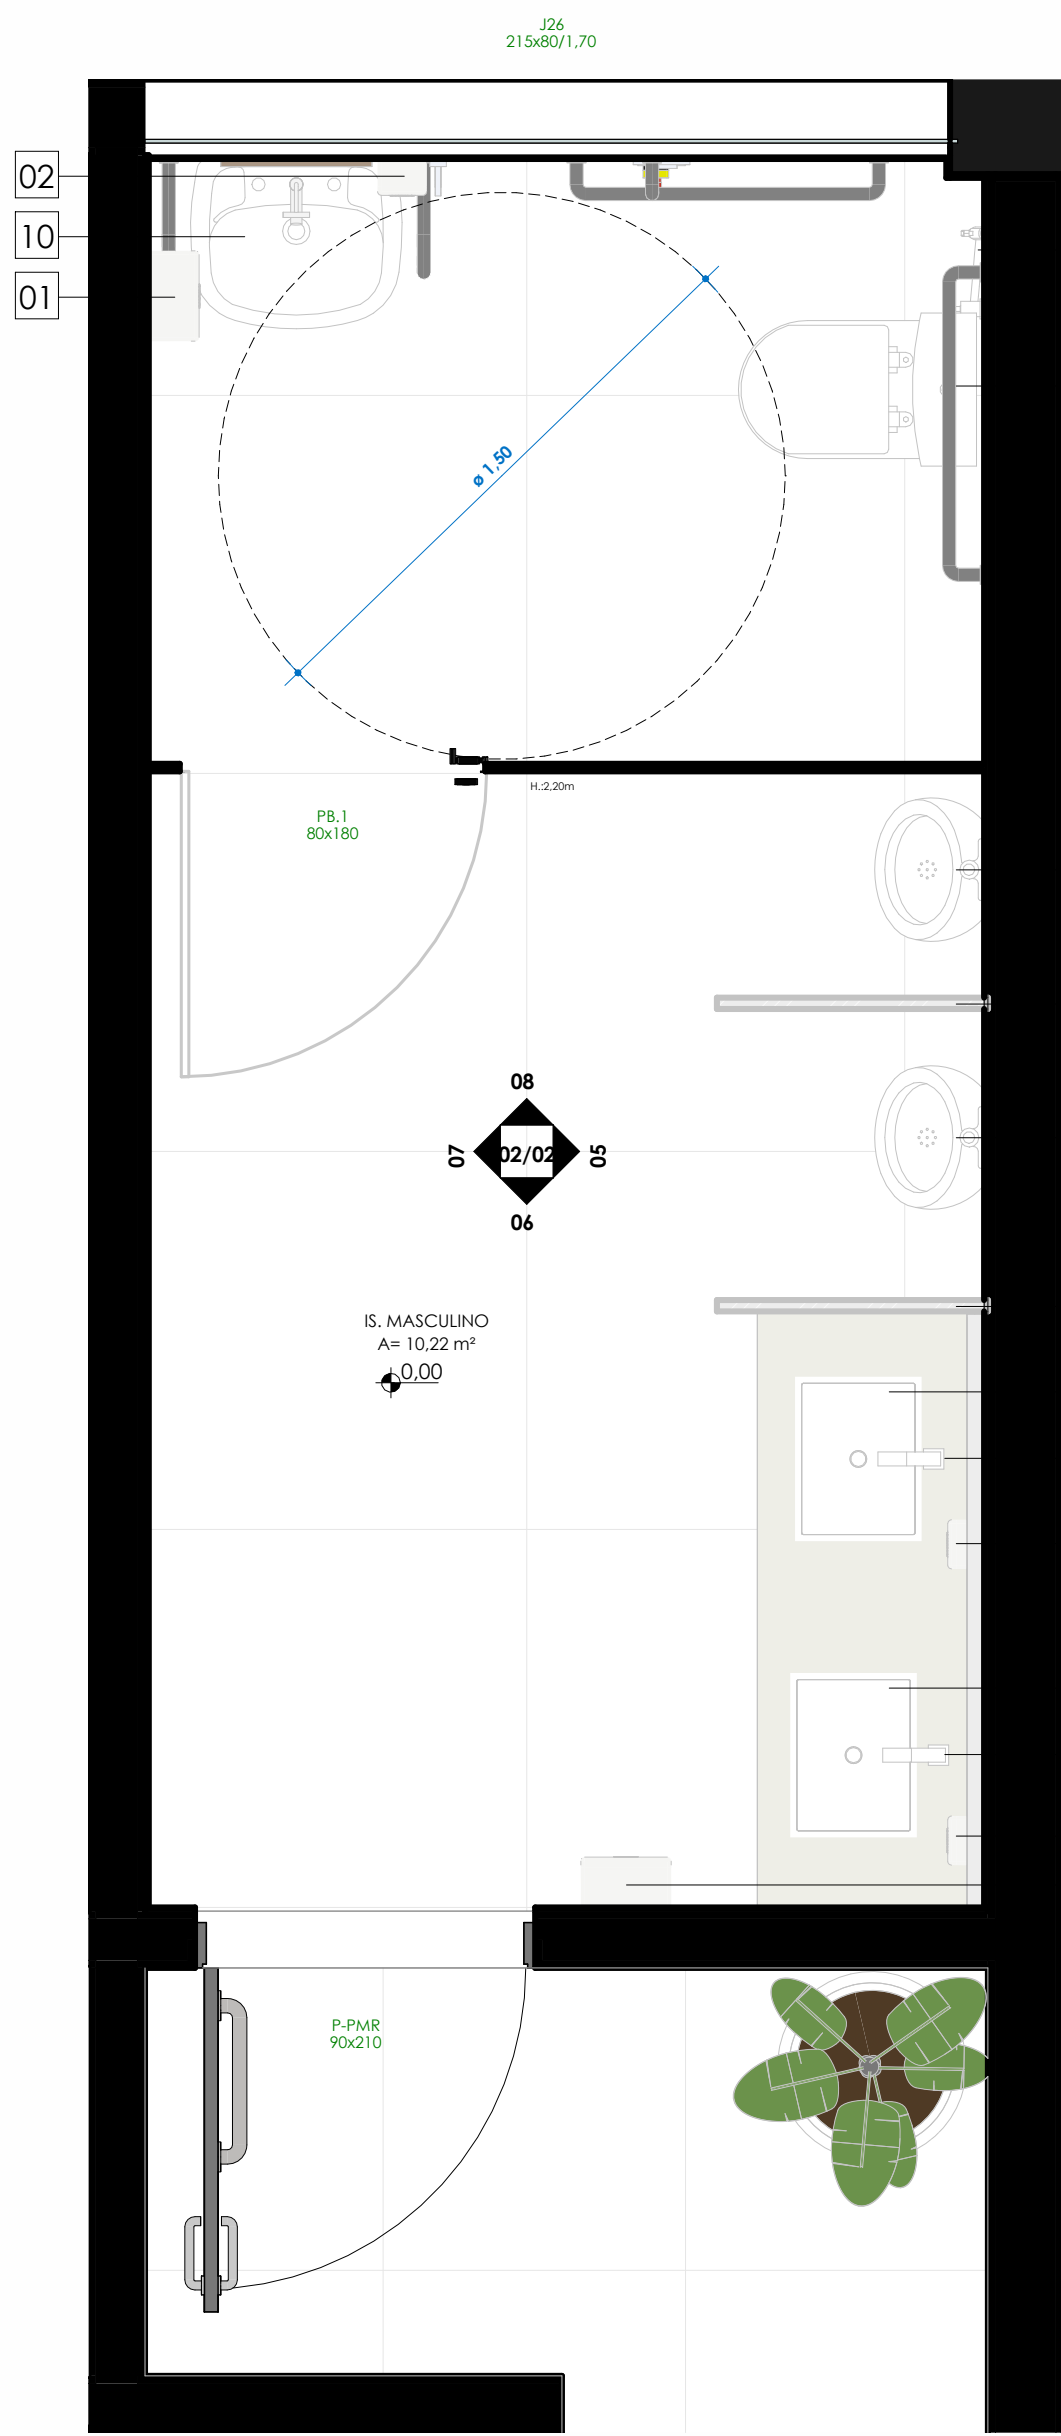 J26
215x80/1,70
02
10
01
ø 1,50
H.:2,20m
PB.1
80x180
08
07
02/02
05
06
IS. MASCULINO
A= 10,22 m²
0,00
P-PMR
90x210